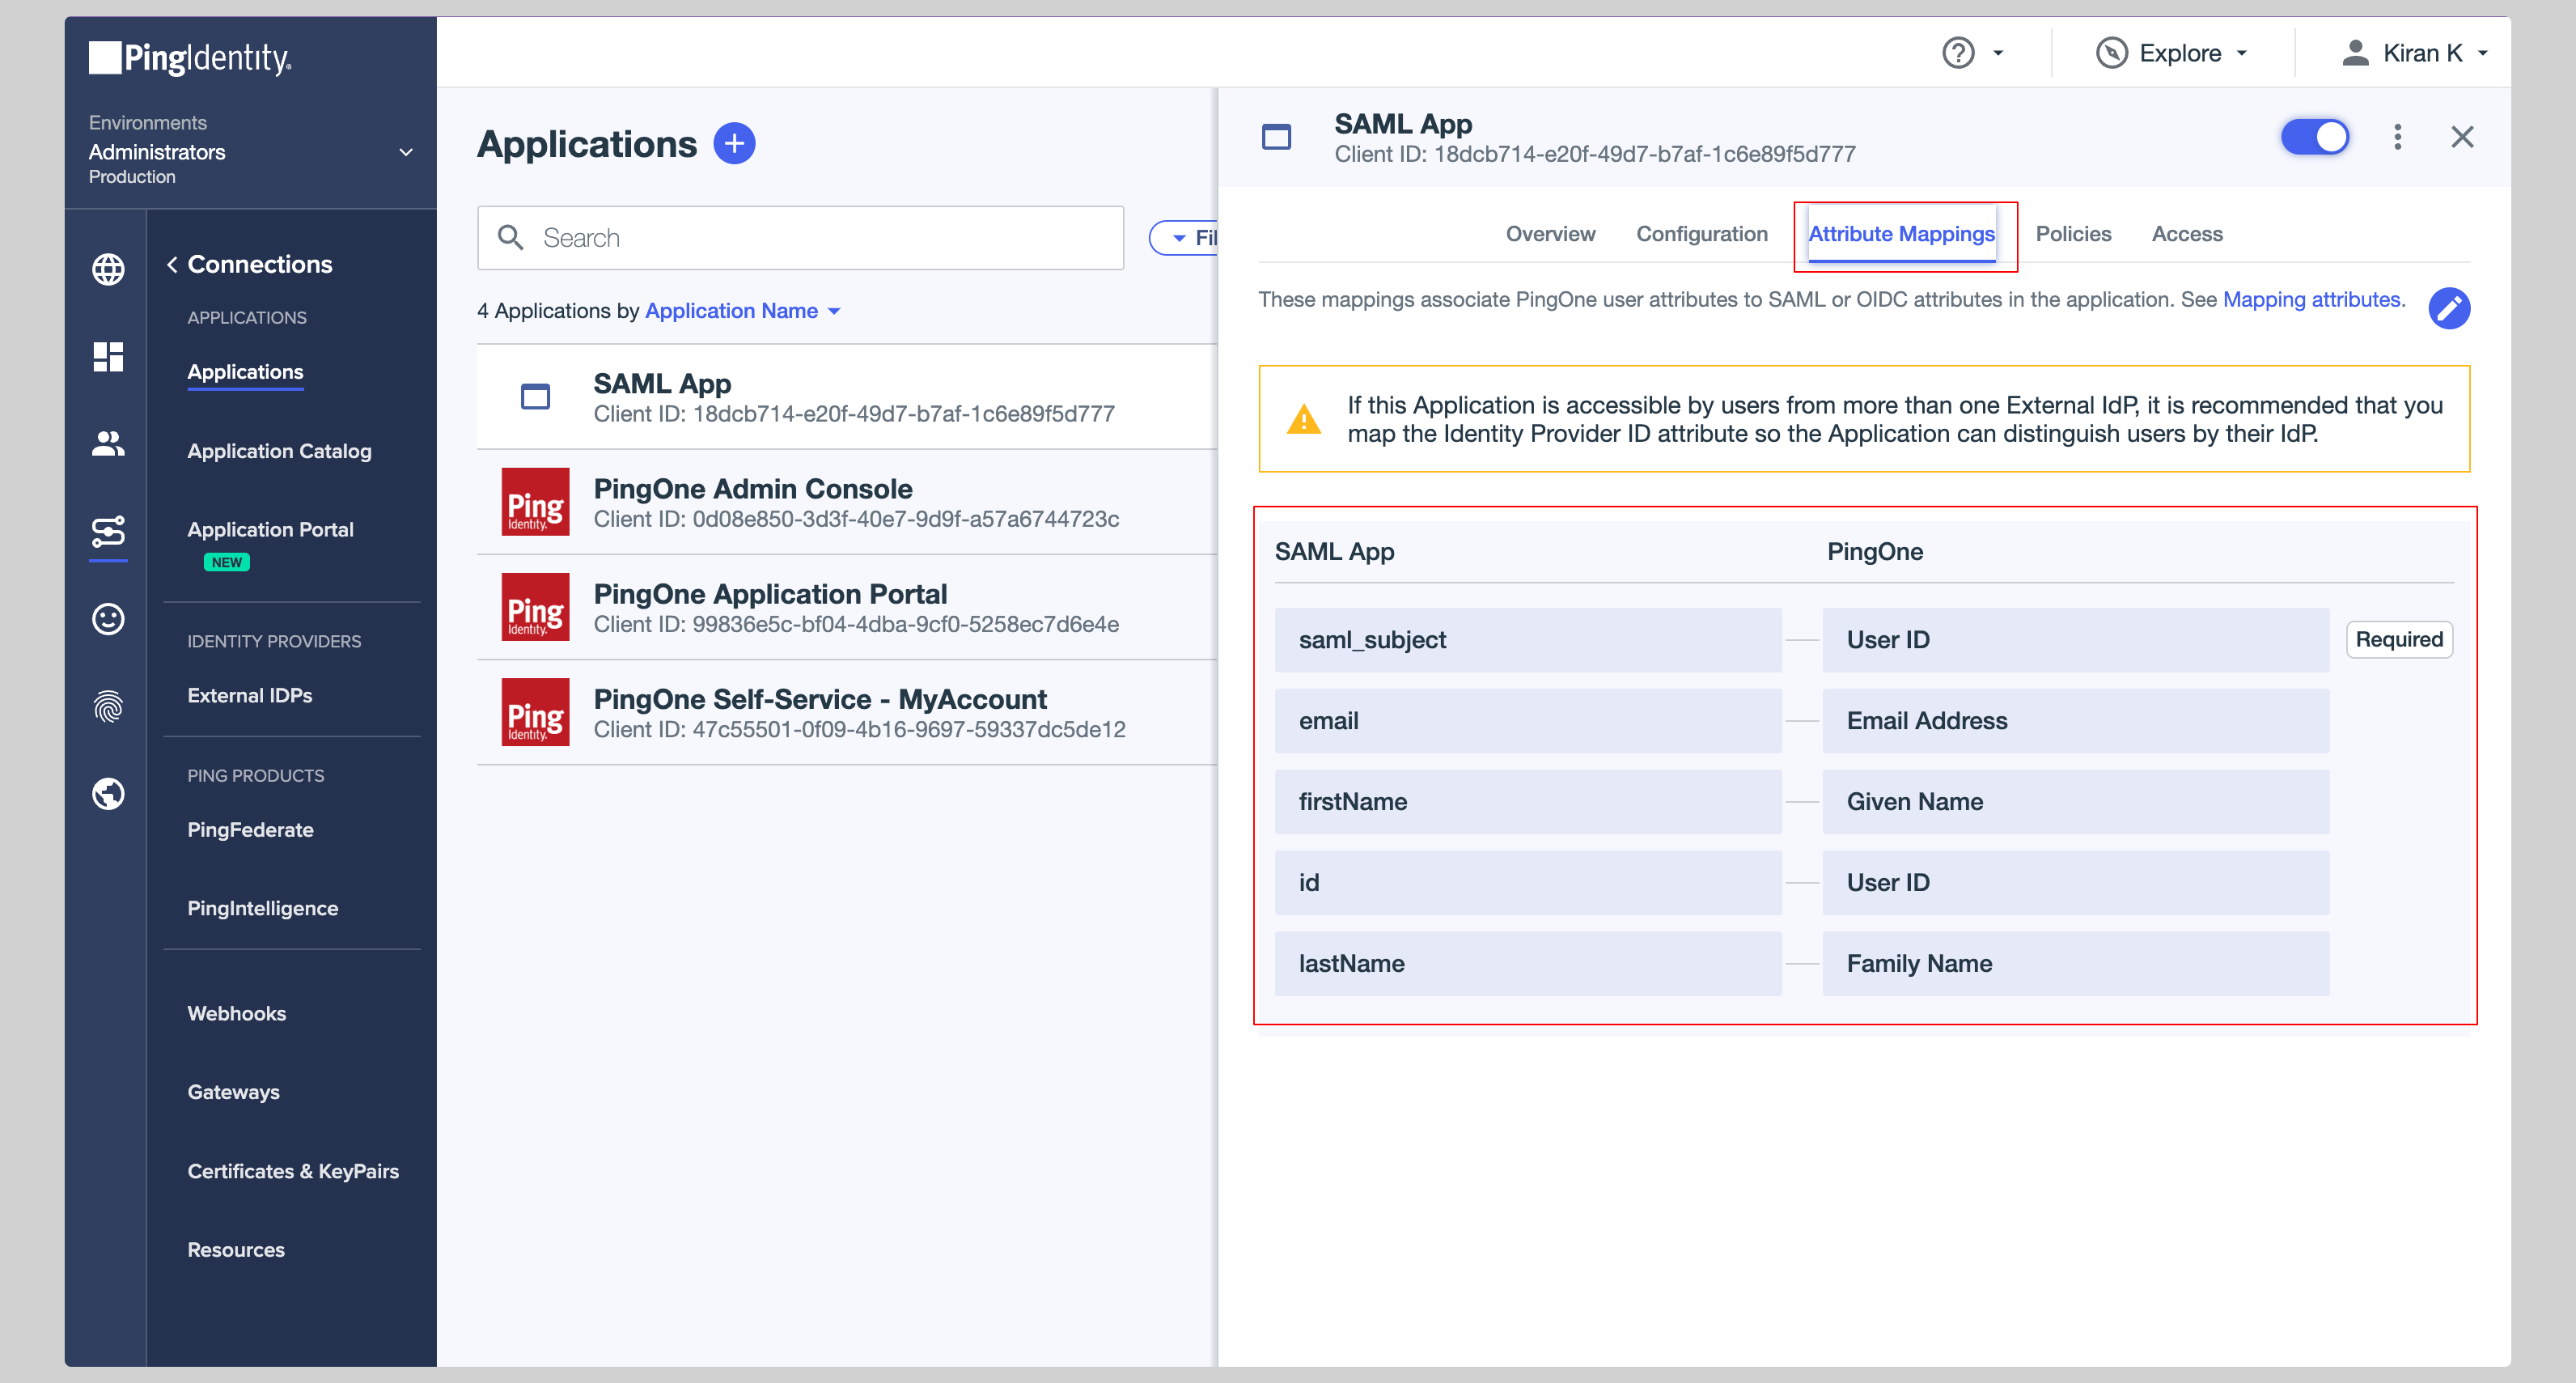 PingIdentity®
Environments
Administrators
Production
Connections
APPLICATIONS
Applications
Application Catalog
Application Portal
NEW
IDENTITY PROVIDERS
External IDPs
PING PRODUCTS
PingFederate
PingIntelligence
Webhooks
Gateways
Certificates & KeyPairs
Resources
Explore
Kiran K
Applications
Search
4 Applications by Application Name
SAML App
Client ID: 18dcb714-e20f-49d7-b7af-1c6e89f5d777
Ping
Identity.
PingOne Admin Console
Client ID: 0d08e850-3d3f-40e7-9d9f-a57a6744723c
Ping
Identity.
PingOne Application Portal
Client ID: 99836e5c-bf04-4dba-9cf0-5258ec7d6e4e
Ping
Identity.
PingOne Self-Service - MyAccount
Client ID: 47c55501-0f09-4b16-9697-59337dc5de12
SAML App
Client ID: 18dcb714-e20f-49d7-b7af-1c6e89f5d777
Overview Configuration Attribute Mappings Policies Access
These mappings associate PingOne user attributes to SAML or OIDC attributes in the application. See Mapping attributes.
If this Application is accessible by users from more than one External IdP, it is recommended that you
map the Identity Provider ID attribute so the Application can distinguish users by their IdP.
SAML App PingOne
saml_subject User ID Required
email Email Address
firstName Given Name
id User ID
lastName Family Name